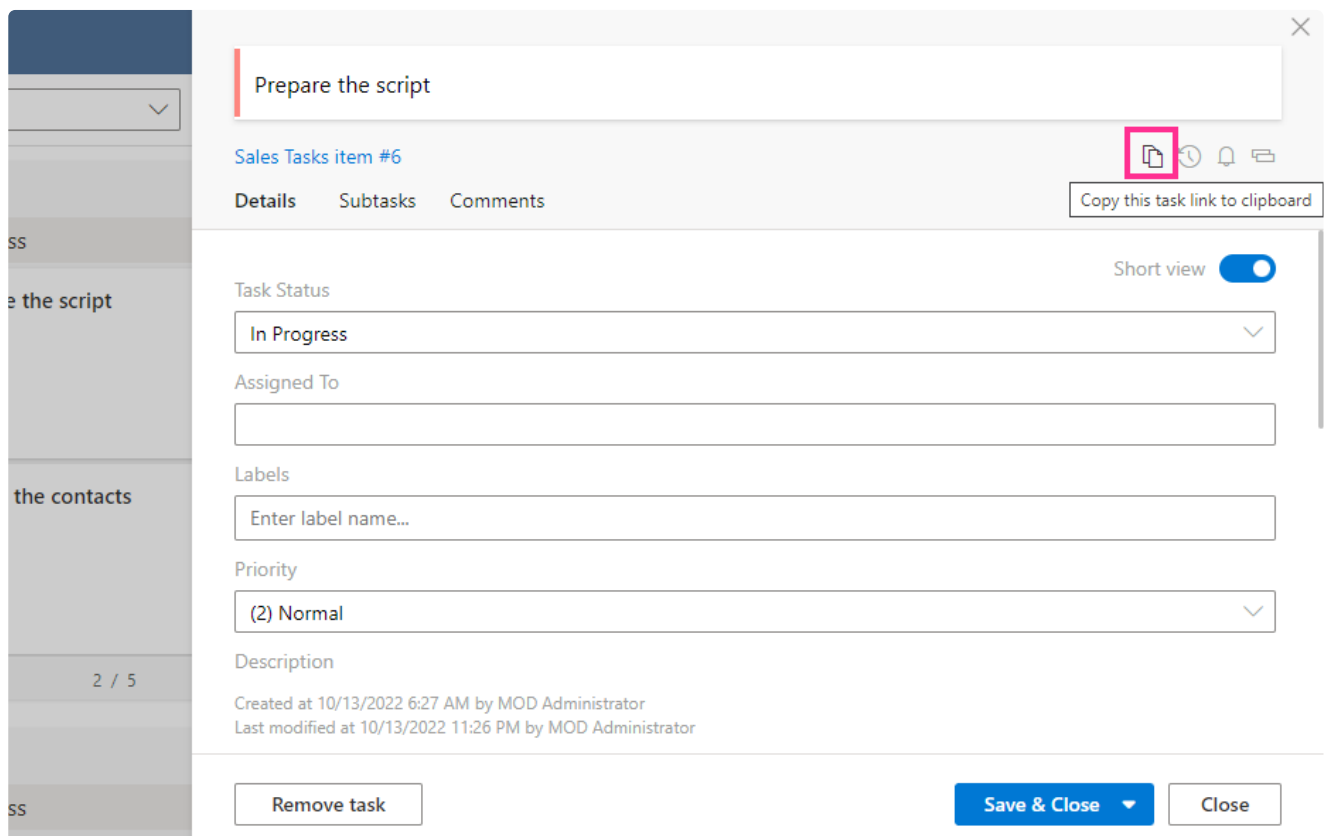 Prepare the script
Sales Tasks item #6
Details Subtasks Comments
Copy this task link to clipboard
ss
Short view
Task Status
e the script
In Progress
Assigned To
Labels
the contacts
Enter label name...
Priority
(2) Normal
Description
2 / 5
Created at 10/13/2022 6:27 AM by MOD Administrator
Last modified at 10/13/2022 11:26 PM by MOD Administrator
ss
Remove task Save & Close Close